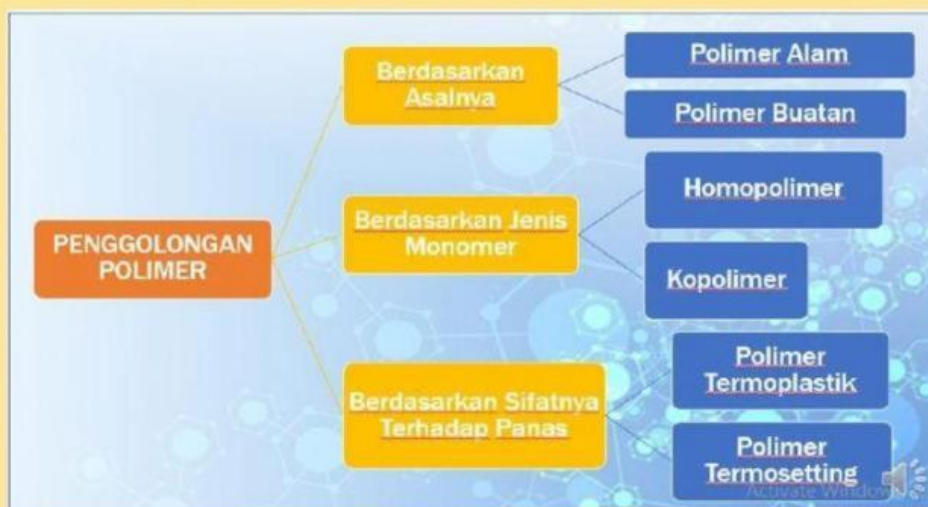 PENGGOLONGAN
POLIMER
Berdasarkan
Asalnya
Polimer Alam
Polimer Buatan
Berdasarkan Jenis
Monomer
Homopolimer
Kopolimer
Berdasarkan Sifatnya
Terhadap Panas
Polimer
Termoplastik
Polimer
Termosetting
Activate Windows